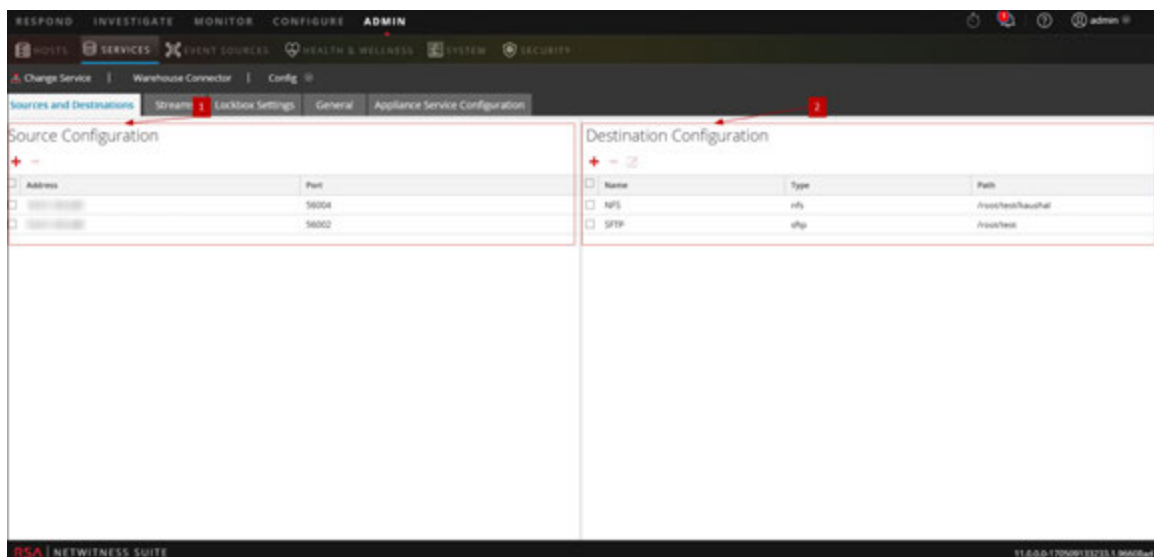 RESPOND INVESTIGATE MONITOR CONFIGURE ADMIN
1
admin
HOSTS SERVICES EVENT SOURCES HEALTH & WELLNESS SYSTEM SECURITY
Change Service | Warehouse Connector | Config
Sources and Destinations Streams Lockbox Settings General Appliance Service Configuration
1 2
Source Configuration
Address Port
56004
56002
Destination Configuration
Name Type Path
NFS nfs /root/test/kaushal
SFTP sftp /root/test
RSA | NETWITNESS SUITE